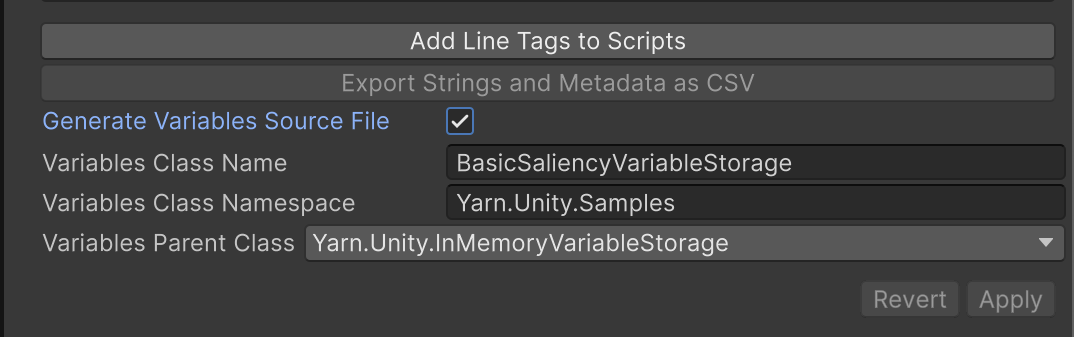 Add Line Tags to Scripts
Export Strings and Metadata as CSV
Generate Variables Source File
Variables Class Name BasicSaliencyVariableStorage
Variables Class Namespace Yarn.Unity.Samples
Variables Parent Class Yarn.Unity.InMemoryVariableStorage
Revert Apply